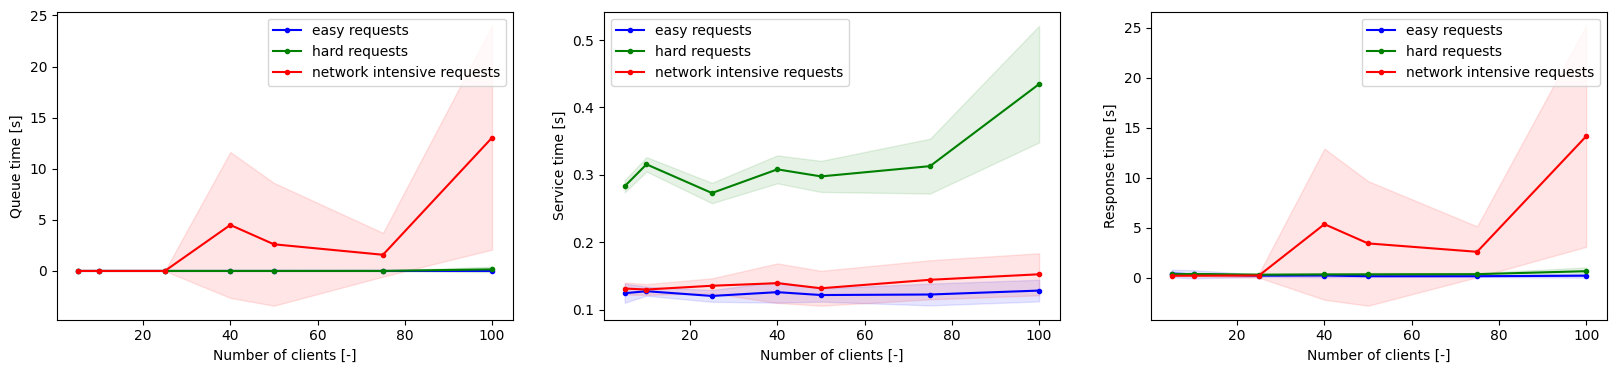 easy requests
hard requests
network intensive requests
Queue time [s]
25
20
15
10
5
0
20
40
60
80
100
Number of clients [-]
easy requests
hard requests
network intensive requests
Service time [s]
0.5
0.4
0.3
0.2
0.1
20
40
60
80
100
Number of clients [-]
easy requests
hard requests
network intensive requests
Response time [s]
25
20
15
10
5
0
20
40
60
80
100
Number of clients [-]